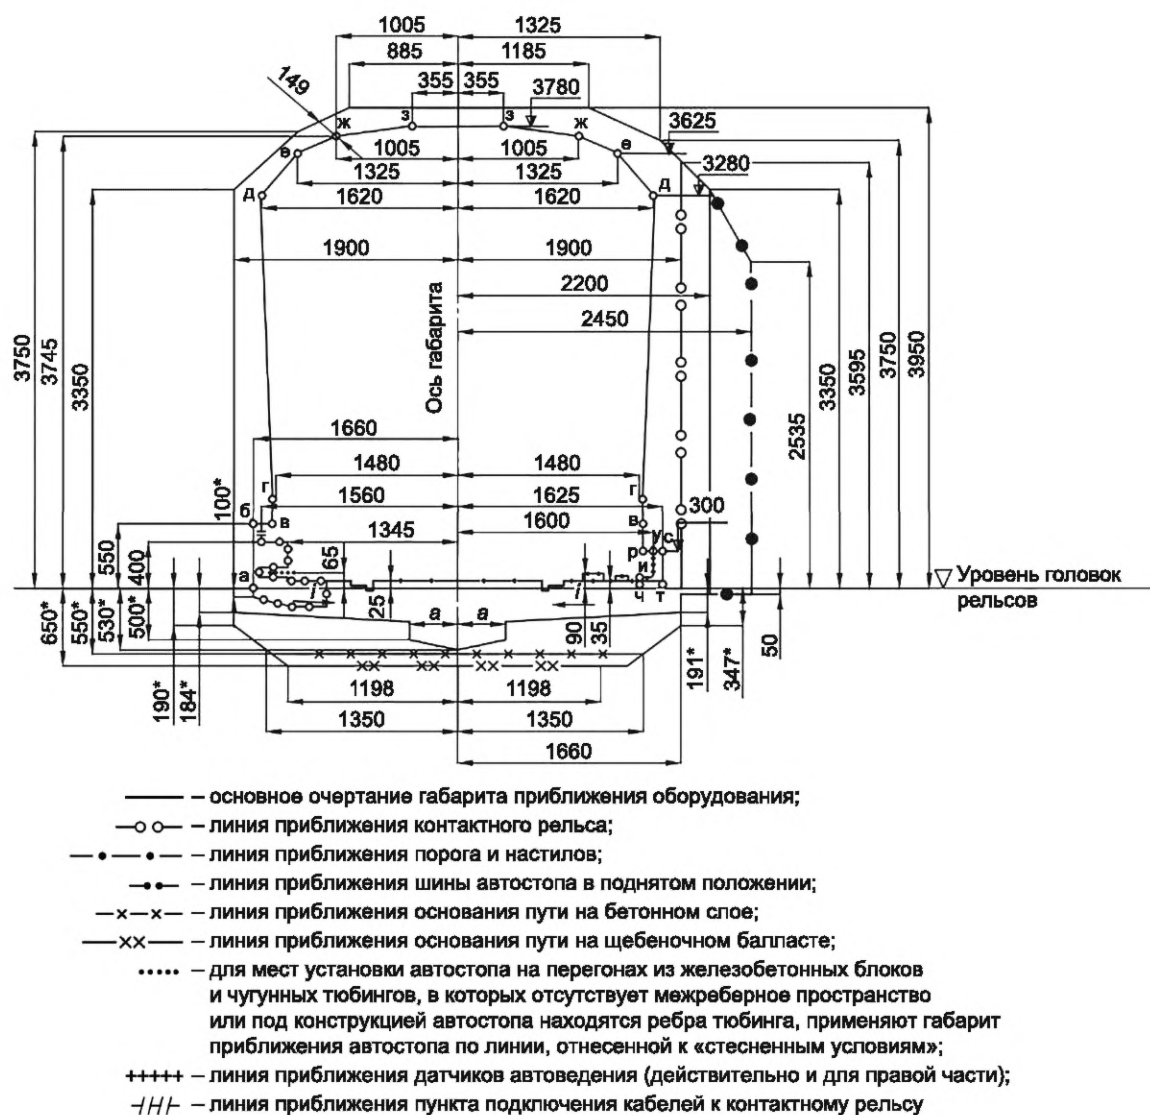 1005 1325
885 1185
149 355 355 3780
ж з з ж 3625
е 1005 1005 е 3280
1325 1325
д 1620 1620 д
1900 1900
2200
2450
3750 3745 3350 Ось габарита 2535 3350 3595 3750 3950
1660
1480 1480
г г
100* 1560 1625
б в 1600 в 300
1345 у с
550 400 65 р и
а i 25 а а 90 35 i ч т
Уровень головок
рельсов
650* 550* 530* 500* 191* 347* 50
190* 184*
1198 1198
1350 1350
1660
– основное очертание габарита приближения оборудования;
– линия приближения контактного рельса;
– линия приближения порога и настилов;
– линия приближения шины автостопа в поднятом положении;
– линия приближения основания пути на бетонном слое;
– линия приближения основания пути на щебеночном балласте;
– для мест установки автостопа на перегонах из железобетонных блоков
и чугунных тюбингов, в которых отсутствует межреберное пространство
или под конструкцией автостопа находятся ребра тюбинга, применяют габарит
приближения автостопа по линии, отнесенной к «стесненным условиям»;
+++++ – линия приближения датчиков автоведения (действительно и для правой части);
– линия приближения пункта подключения кабелей к контактному рельсу